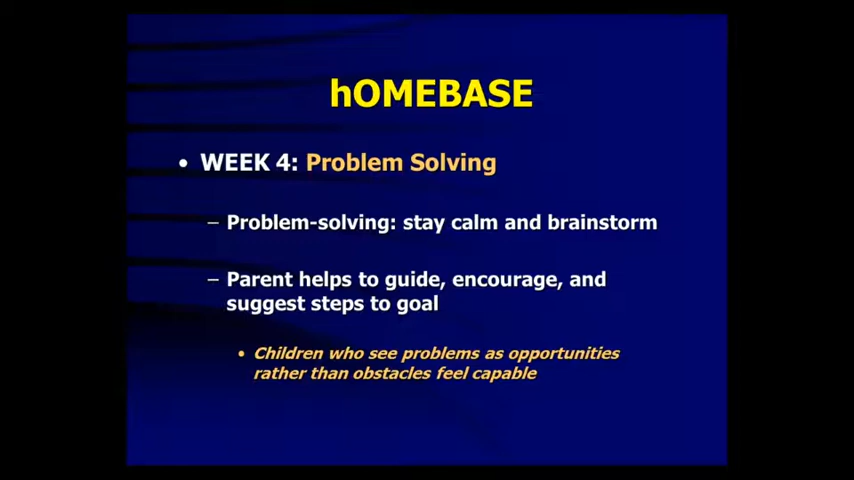 hOMEBASE
• WEEK 4: Problem Solving
– Problem-solving: stay calm and brainstorm
– Parent helps to guide, encourage, and
suggest steps to goal
• Children who see problems as opportunities
rather than obstacles feel capable